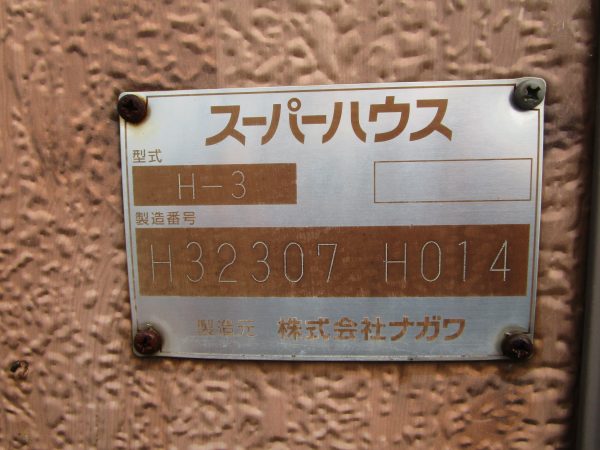 スーパーハウス
型式
H-3
製造番号
H32307 H014
製造元 株式会社ナガワ